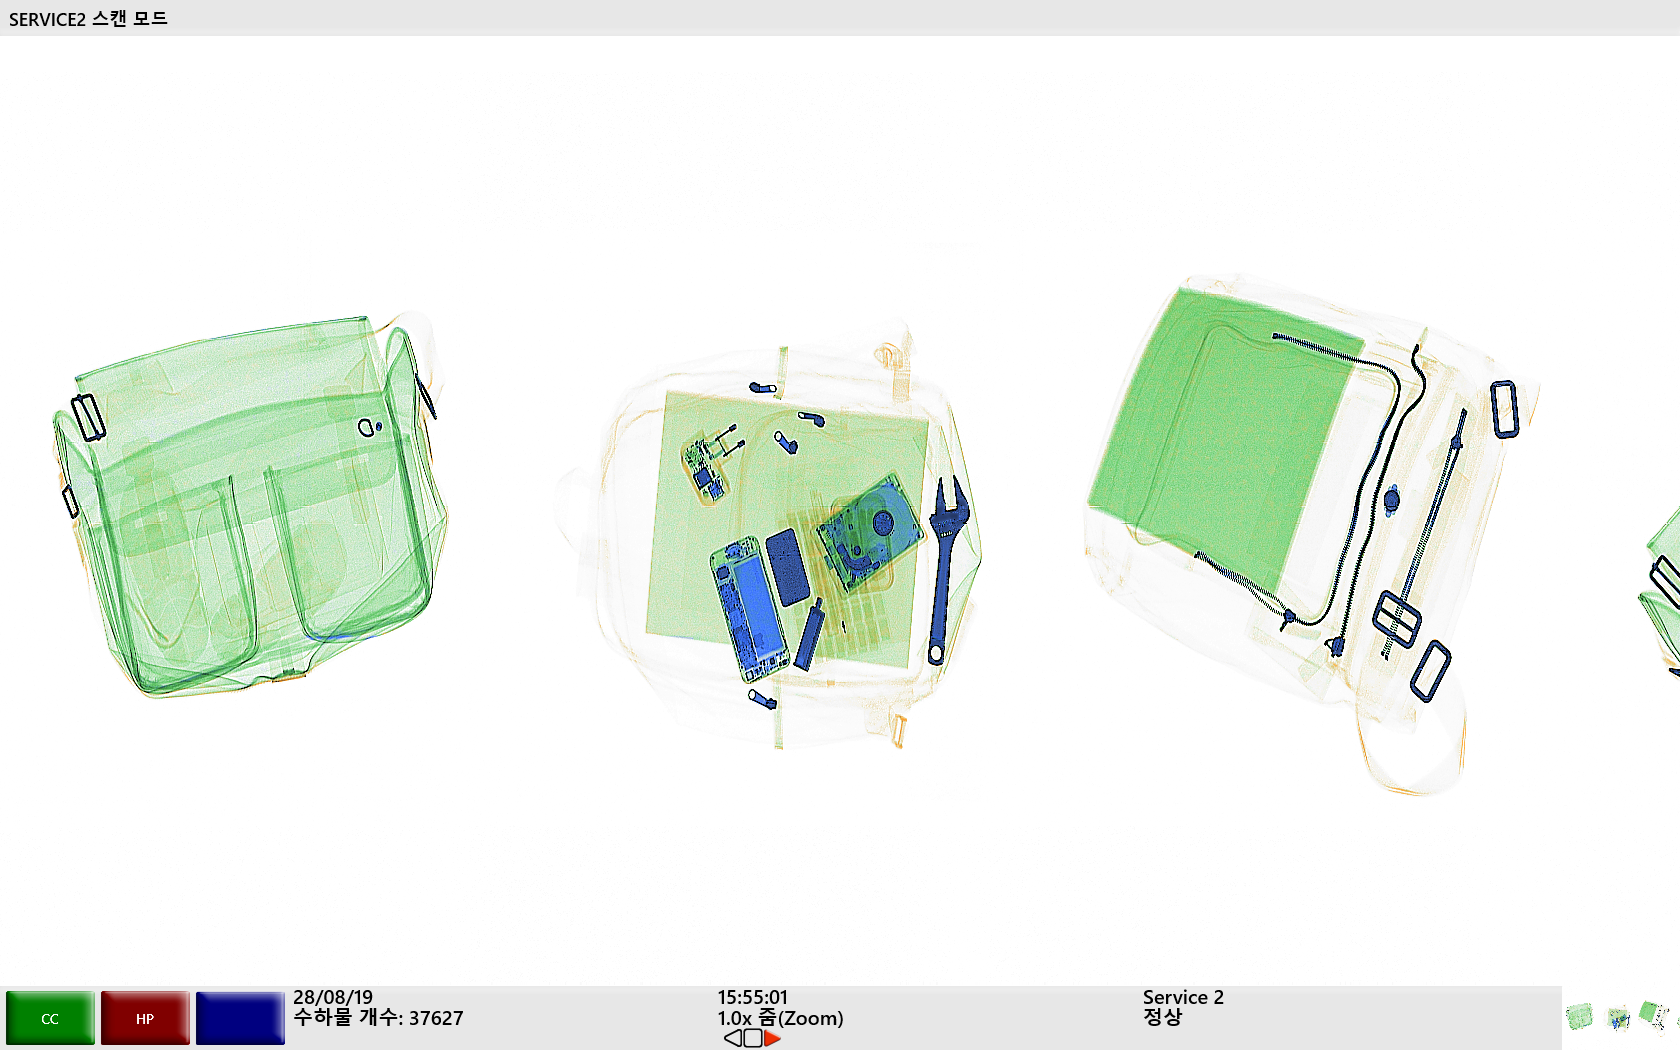 SERVICE2 스캔 모드
CC
HP
28/08/19
수하물 개수: 37627
15:55:01
1.0x 줌(Zoom)
Service 2
정상